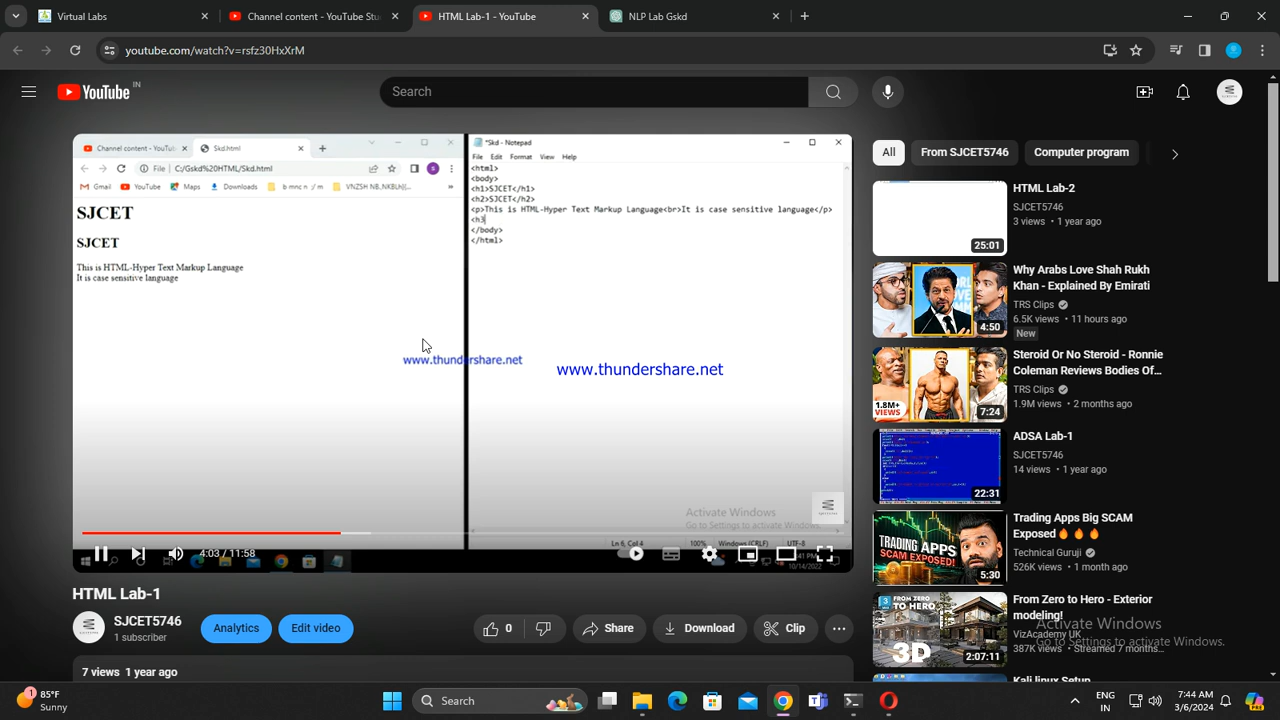 Virtual Labs
Channel content - YouTube Stu
HTML Lab-1 - YouTube
NLP Lab Gskd
youtube.com/watch?v=rsfz30HxXrM
YouTube IN
Search
Channel content - YouTu
Skd.html
File C:/Gskd%20HTML/Skd.html
Gmail YouTube Maps Downloads
SJCET
SJCET
This is HTML-Hyper Text Markup Language
It is case sensitive language
*Skd - Notepad
File Edit Format View Help
<html>
<body>
<h1>SJCET</h1>
<h2>SJCET</h2>
<p>This is HTML-Hyper Text Markup Language<br>It is case sensitive language</p>
<h3
</body>
</html>
www.thundershare.net
www.thundershare.net
Activate Windows
Go to Settings to activate Windows.
Ln 6, Col 4 100% Windows (CRLF) UTF-8
10/14/2022
4:03 / 11:58
HTML Lab-1
SJCET5746
1 subscriber
Analytics
Edit video
0
Share
Download
Clip
7 views 1 year ago
All
From SJCET5746
Computer program
HTML Lab-2
SJCET5746
3 views • 1 year ago
25:01
Why Arabs Love Shah Rukh
Khan - Explained By Emirati
TRS Clips
6.5K views • 11 hours ago
New
4:50
Steroid Or No Steroid - Ronnie
Coleman Reviews Bodies Of...
TRS Clips
1.9M views • 2 months ago
1.8M+
VIEWS
7:24
ADSA Lab-1
SJCET5746
14 views • 1 year ago
22:31
Trading Apps Big SCAM
Exposed🔥🔥🔥
Technical Guruji
526K views • 1 month ago
TRADING
APPS
SCAM EXPOSED!
5:30
From Zero to Hero - Exterior
modeling!
VizAcademy UK
387K views • Streamed 7 months...
FROM ZERO
TO HERO
3D
2:07:11
Activate Windows
Go to Settings to activate Windows.
Kali linux Setup
1
85°F
Sunny
Search
ENG
IN
7:44 AM
3/6/2024